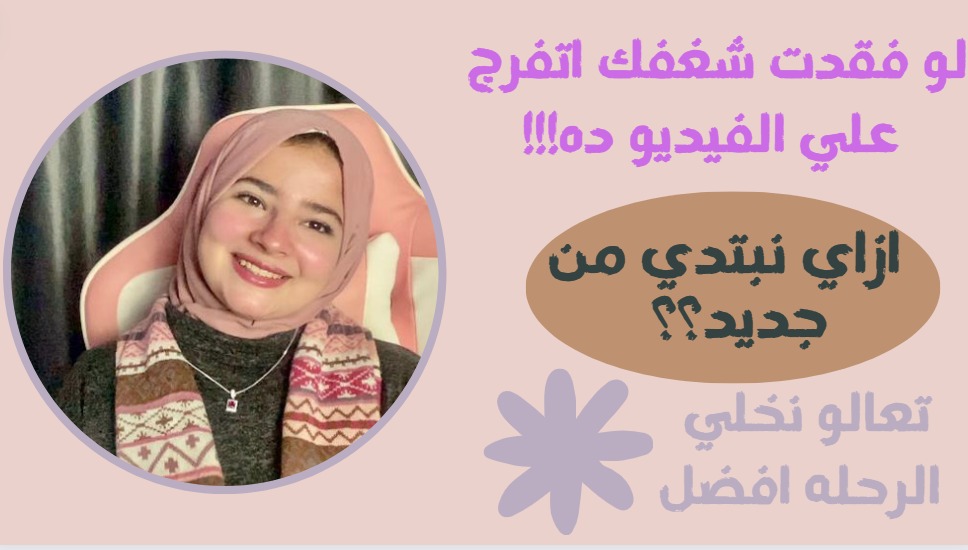 لو فقدت شغفك اتفرج
علي الفيديو ده!!!
ازاي نبتدي من
جديد؟؟
تعالو نخلي
الرحله افضل